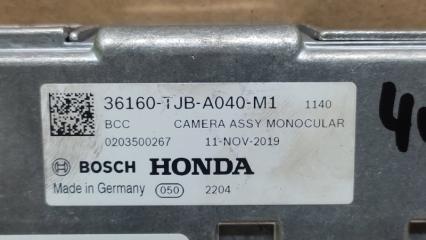 36160-TJB-A040-M1 1140
BCC CAMERA ASSY MONOCULAR
0203500267 11-NOV-2019
BOSCH HONDA
Made in Germany 050 2204